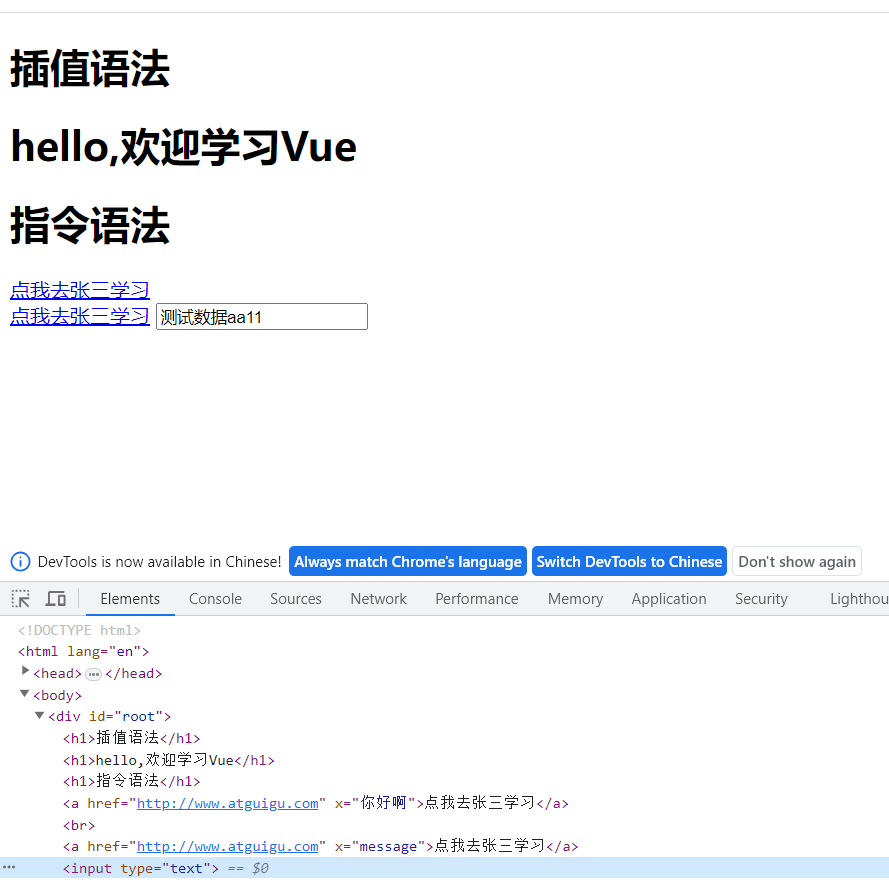 插值语法
hello,欢迎学习Vue
指令语法
点我去张三学习
点我去张三学习 测试数据aa11
DevTools is now available in Chinese! Always match Chrome's language Switch DevTools to Chinese Don't show again
Elements Console Sources Network Performance Memory Application Security Lighthou
<!DOCTYPE html>
<html lang="en">
<head> ••• </head>
<body>
<div id="root">
<h1>插值语法</h1>
<h1>hello,欢迎学习Vue</h1>
<h1>指令语法</h1>
<a href="http://www.atguigu.com" x="你好啊">点我去张三学习</a>
<br>
<a href="http://www.atguigu.com" x="message">点我去张三学习</a>
<input type="text"> == $0